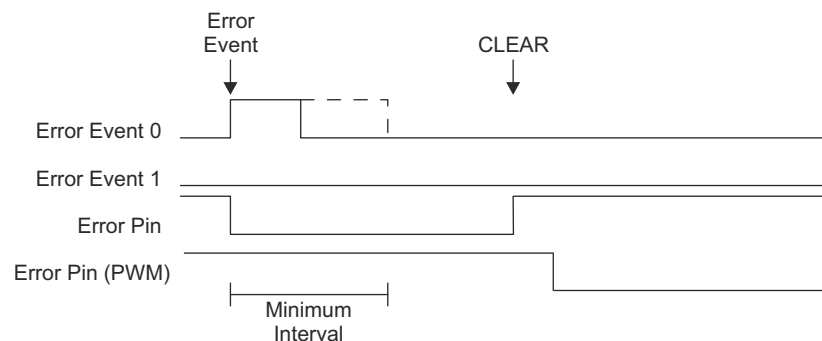 Error
Event
CLEAR
Error Event 0
Error Event 1
Error Pin
Error Pin (PWM)
Minimum
Interval